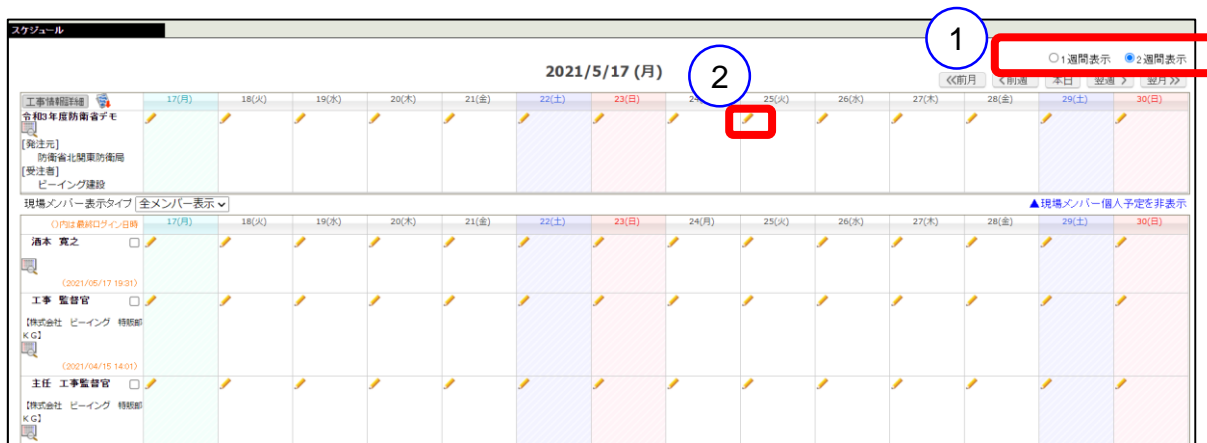 スケジュール
1
○1週間表示 ●2週間表示
2021/5/17 (月)
2
≪前月 <前週 本日 翌週 > 翌月≫
工事情報詳細 17(月) 18(火) 19(水) 20(木) 21(金) 22(土) 23(日) 25(火) 26(水) 27(木) 28(金) 29(土) 30(日)
令和3年度防衛省デモ
[発注元]
防衛省北関東防衛局
[受注者]
ビーイング建設
現場メンバー表示タイプ 全メンバー表示 ▲現場メンバー個人予定を非表示
()内は最終ログイン日時 17(月) 18(火) 19(水) 20(木) 21(金) 22(土) 23(日) 24(月) 25(火) 26(水) 27(木) 28(金) 29(土) 30(日)
酒本 寛之
(2021/05/17 19:31)
工事 監督官
【株式会社 ビーイング 特販部
KG】
(2021/04/15 14:01)
主任 工事監督官
【株式会社 ビーイング 特販部
KG】